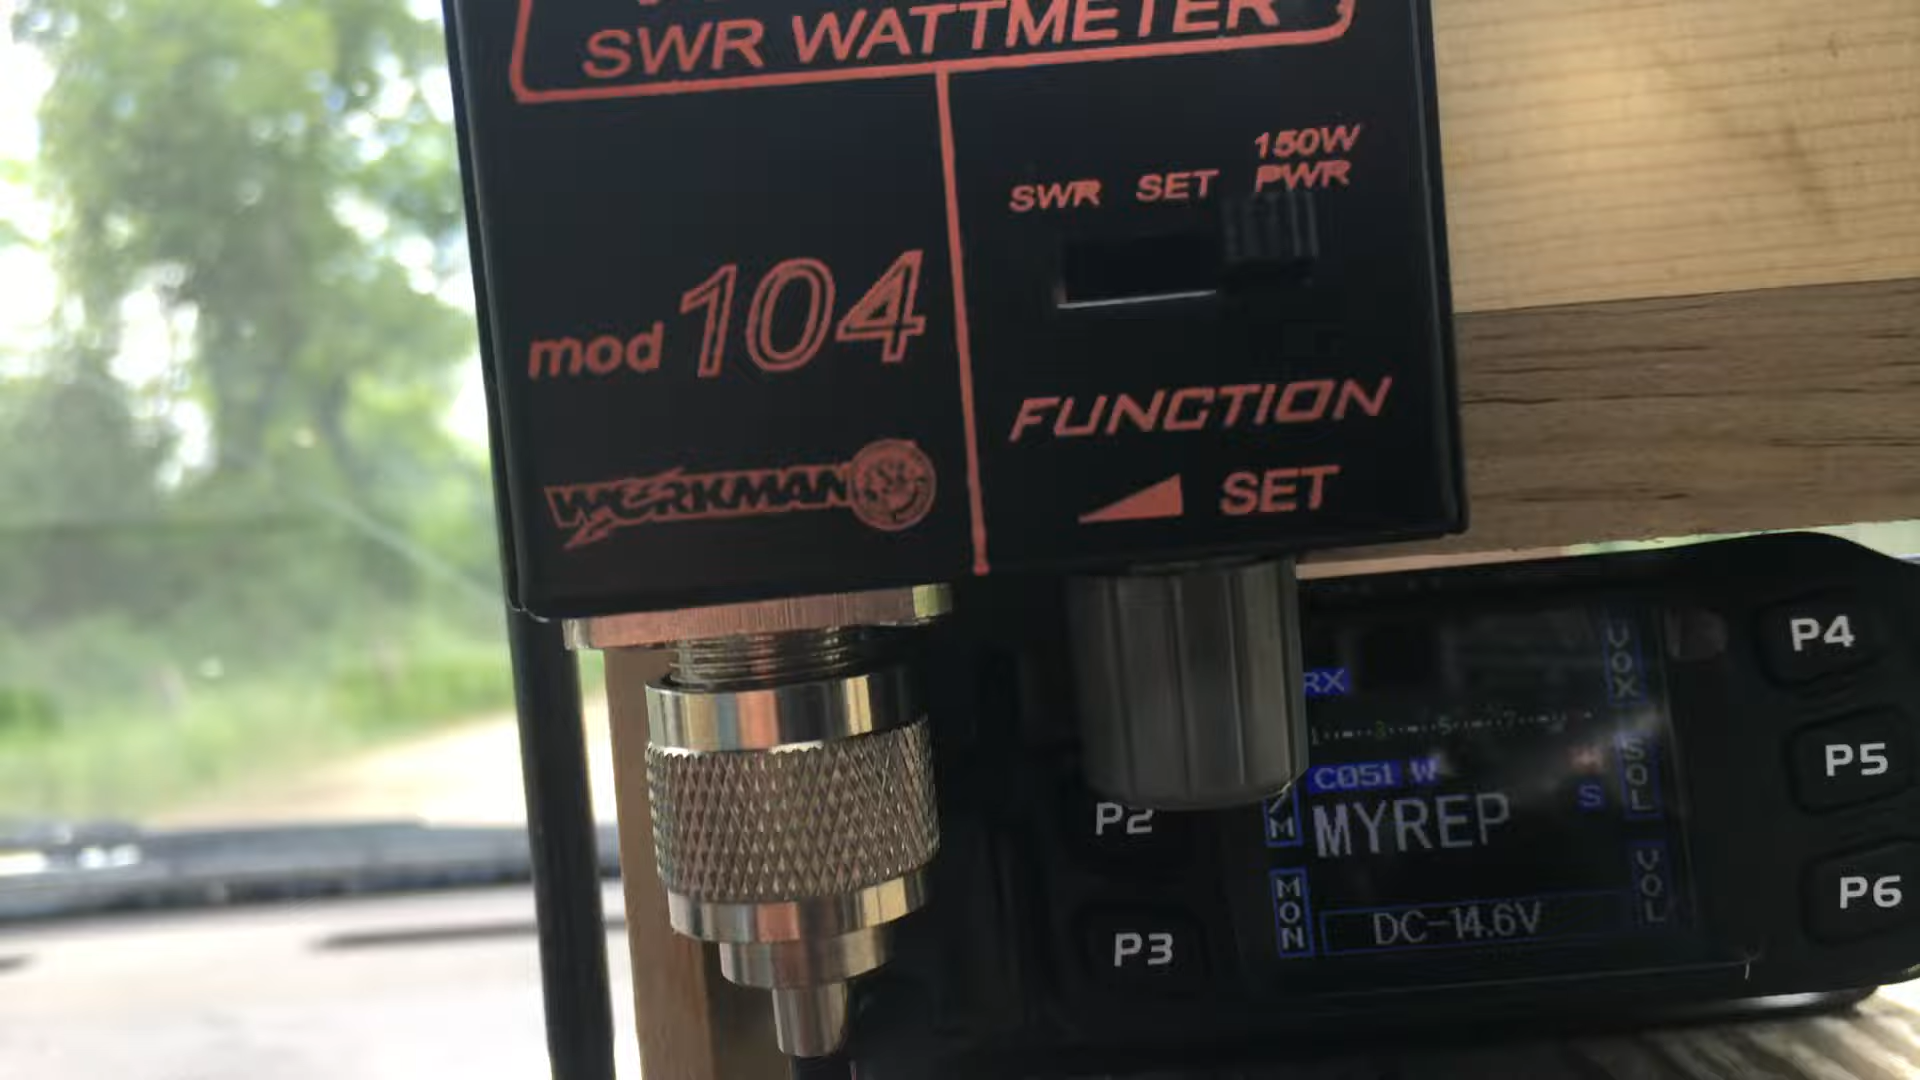 SWR WATTMETER
150W
SWR SET PWR
mod 104
FUNCTION
WORKMAN
SET
P4
RX
VOX
P5
SQL
C051 W
S
P2
MYREP
/M
VOL
P6
MON
DC-14.6V
P3